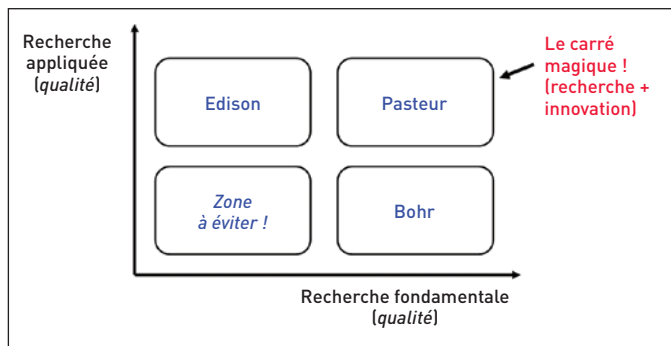 Recherche
appliquée
(qualité)
Edison
Pasteur
Le carré
magique !
(recherche +
innovation)
Zone
à éviter !
Bohr
Recherche fondamentale
(qualité)